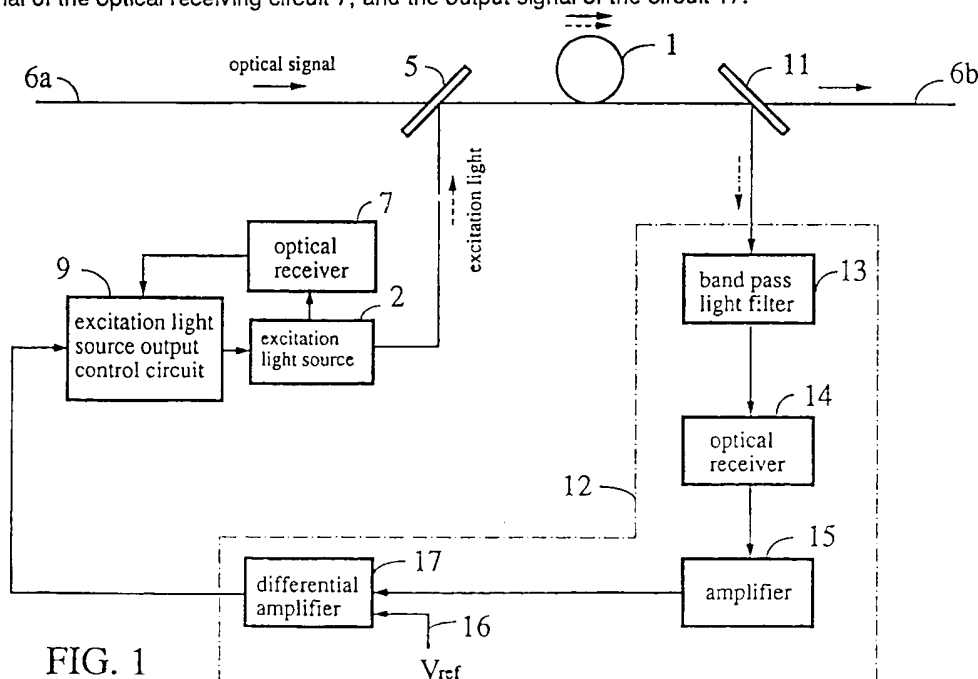 nal of the optical receiving circuit 7, and the output signal of the circuit 17.
1
5
11
6a
optical signal
6b
excitation light
7
optical
receiver
9
2
13
band pass
light filter
excitation light
source output
control circuit
excitation
light source
14
optical
receiver
12
15
17
differential
amplifier
amplifier
16
Vref
FIG. 1